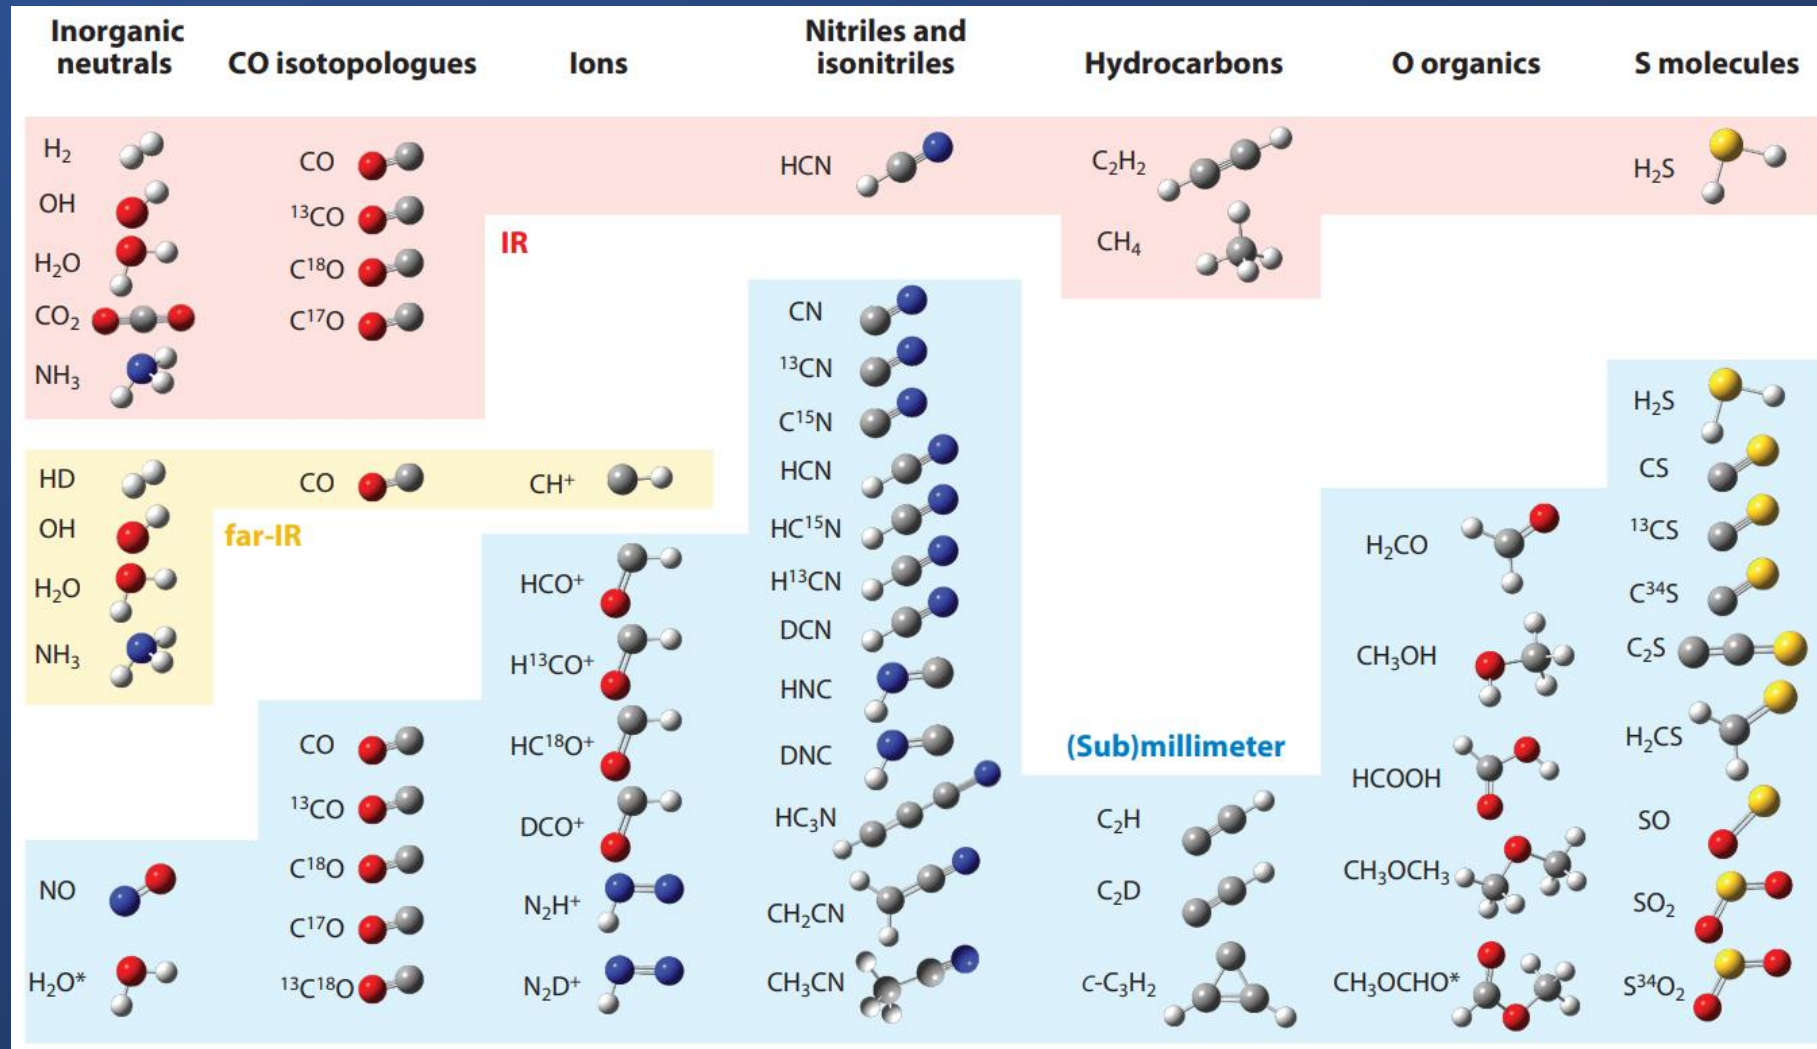 Inorganic
neutrals
CO isotopologues
Ions
Nitriles and
isonitriles
Hydrocarbons
O organics
S molecules
H₂
OH
H₂O
CO₂
NH₃
CO
¹³CO
C¹⁸O
C¹⁷O
IR
HCN
C₂H₂
CH₄
H₂S
HD
OH
H₂O
NH₃
CO
CH⁺
far-IR
NO
H₂O*
CO
¹³CO
C¹⁸O
C¹⁷O
¹³C¹⁸O
HCO⁺
H¹³CO⁺
HC¹⁸O⁺
DCO⁺
N₂H⁺
N₂D⁺
CN
¹³CN
C¹⁵N
HCN
HC¹⁵N
H¹³CN
DCN
HNC
DNC
HC₃N
CH₂CN
CH₃CN
(Sub)millimeter
C₂H
C₂D
c-C₃H₂
H₂CO
CH₃OH
HCOOH
CH₃OCH₃
CH₃OCHO*
H₂S
CS
¹³CS
C³⁴S
C₂S
H₂CS
SO
SO₂
S³⁴O₂